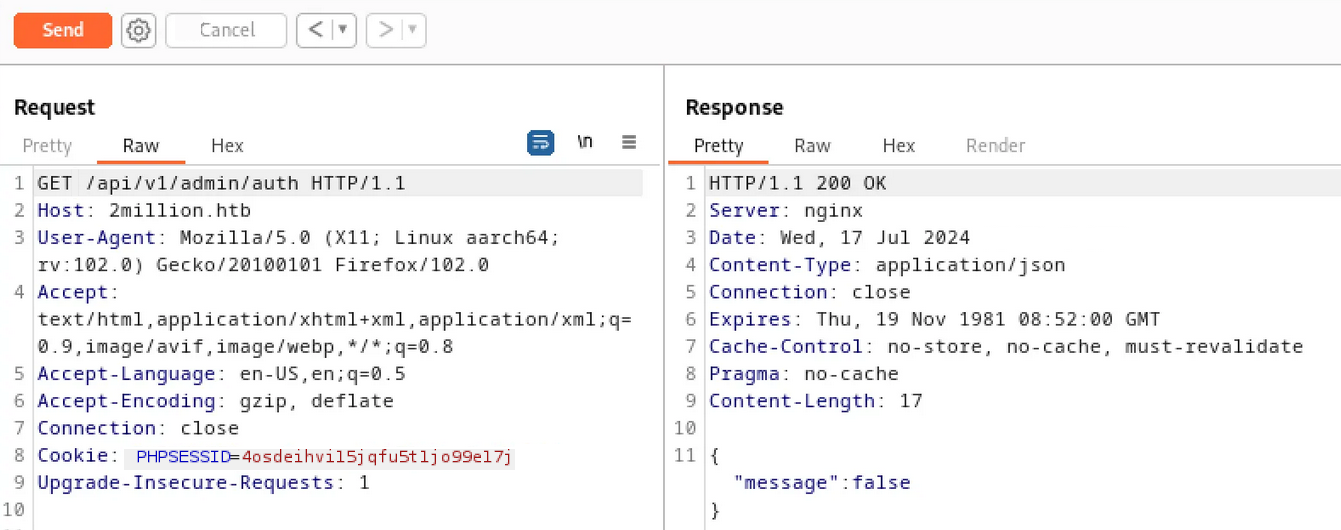 Send Cancel < ▼ > ▼
Request
Pretty Raw Hex \n
1 GET /api/v1/admin/auth HTTP/1.1
2 Host: 2million.htb
3 User-Agent: Mozilla/5.0 (X11; Linux aarch64;
rv:102.0) Gecko/20100101 Firefox/102.0
4 Accept:
text/html,application/xhtml+xml,application/xml;q=
0.9,image/avif,image/webp,*/*;q=0.8
5 Accept-Language: en-US,en;q=0.5
6 Accept-Encoding: gzip, deflate
7 Connection: close
8 Cookie: PHPSESSID=4osdeihvil5jqfu5tljo99el7j
9 Upgrade-Insecure-Requests: 1
10
Response
Pretty Raw Hex Render
1 HTTP/1.1 200 OK
2 Server: nginx
3 Date: Wed, 17 Jul 2024
4 Content-Type: application/json
5 Connection: close
6 Expires: Thu, 19 Nov 1981 08:52:00 GMT
7 Cache-Control: no-store, no-cache, must-revalidate
8 Pragma: no-cache
9 Content-Length: 17
10
11 {
"message":false
}